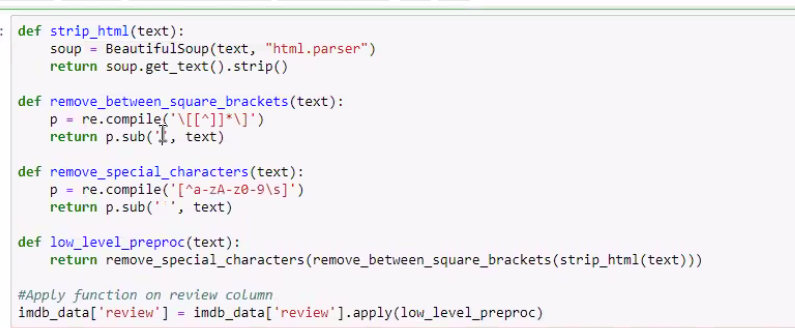 def strip_html(text):
    soup = BeautifulSoup(text, "html.parser")
    return soup.get_text().strip()
def remove_between_square_brackets(text):
    p = re.compile('\[[^]]*\]')
    return p.sub('', text)
def remove_special_characters(text):
    p = re.compile('[^a-zA-z0-9\s]')
    return p.sub(' ', text)
def low_level_preproc(text):
    return remove_special_characters(remove_between_square_brackets(strip_html(text)))
#Apply function on review column
imdb_data['review'] = imdb_data['review'].apply(low_level_preproc)